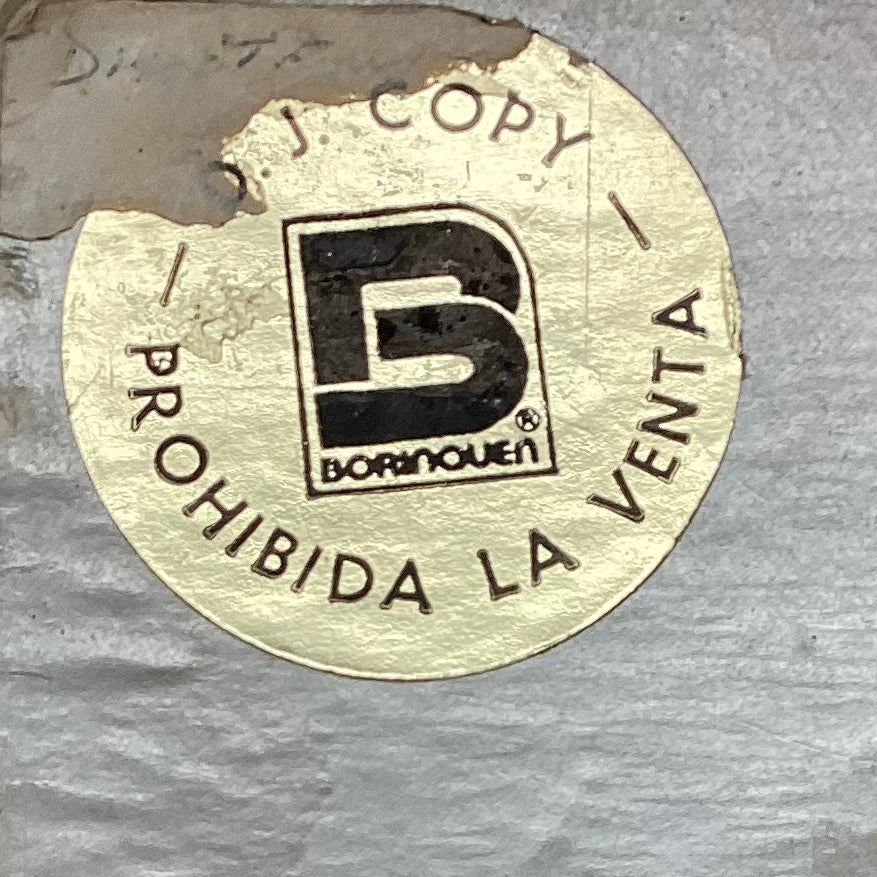 D. J. COPY
BORINQUEN
®
— PROHIBIDA LA VENTA —